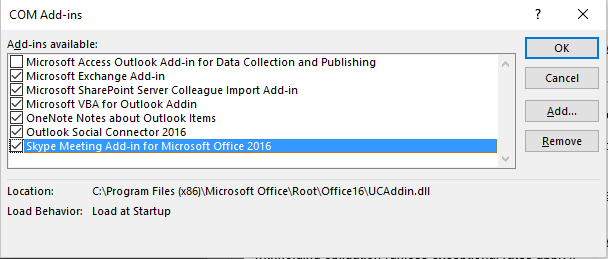 COM Add-ins
Add-ins available:
Microsoft Access Outlook Add-in for Data Collection and Publishing
Microsoft Exchange Add-in
Microsoft SharePoint Server Colleague Import Add-in
Microsoft VBA for Outlook Addin
OneNote Notes about Outlook Items
Outlook Social Connector 2016
Skype Meeting Add-in for Microsoft Office 2016
OK
Cancel
Add...
Remove
Location: C:\Program Files (x86)\Microsoft Office\Root\Office16\UCAddin.dll
Load Behavior: Load at Startup